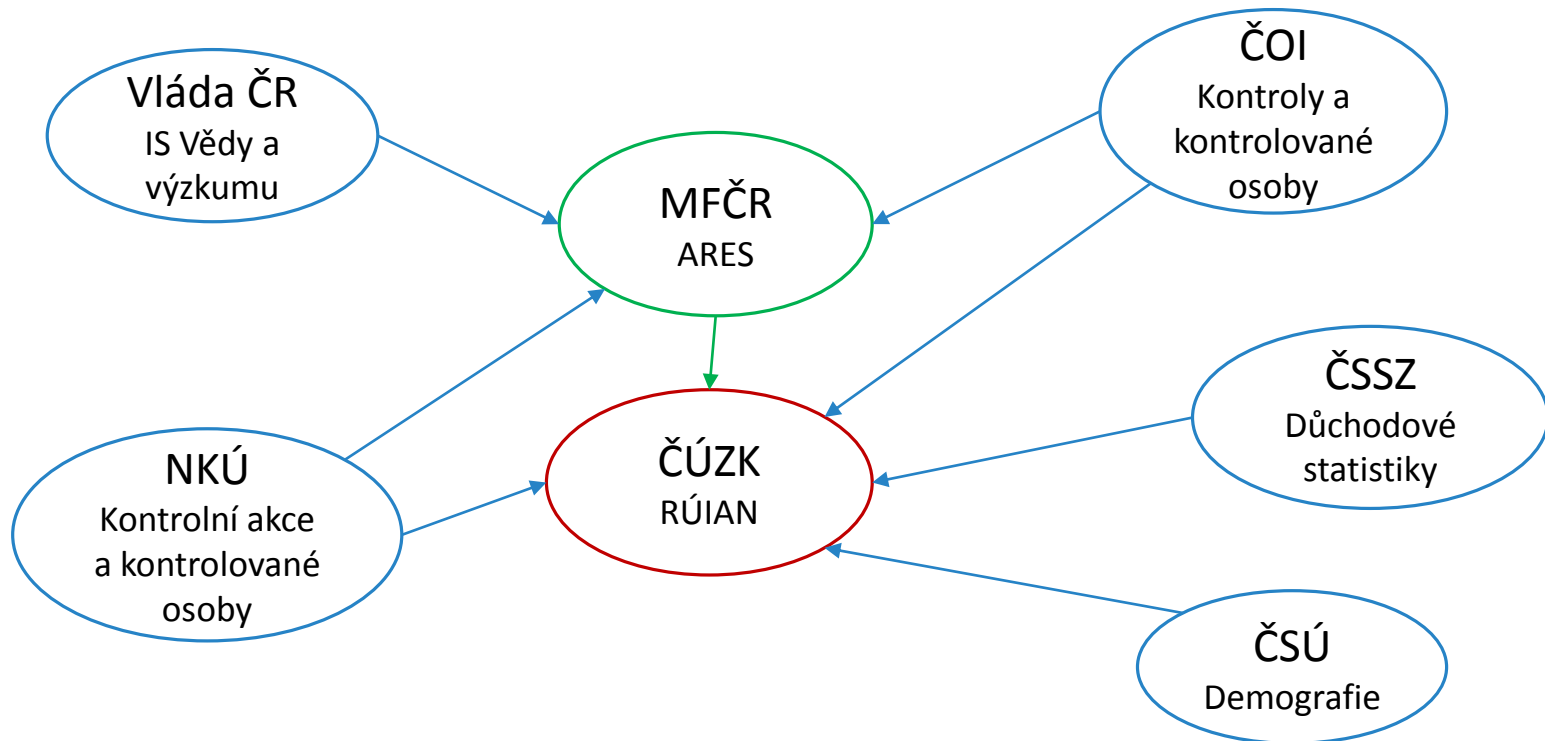 Vláda ČR
IS Vědy a
výzkumu
ČOI
Kontroly a
kontrolované
osoby
MFČR
ARES
ČSSZ
Důchodové
statistiky
NKÚ
Kontrolní akce
a kontrolované
osoby
ČÚZK
RÚIAN
ČSÚ
Demografie